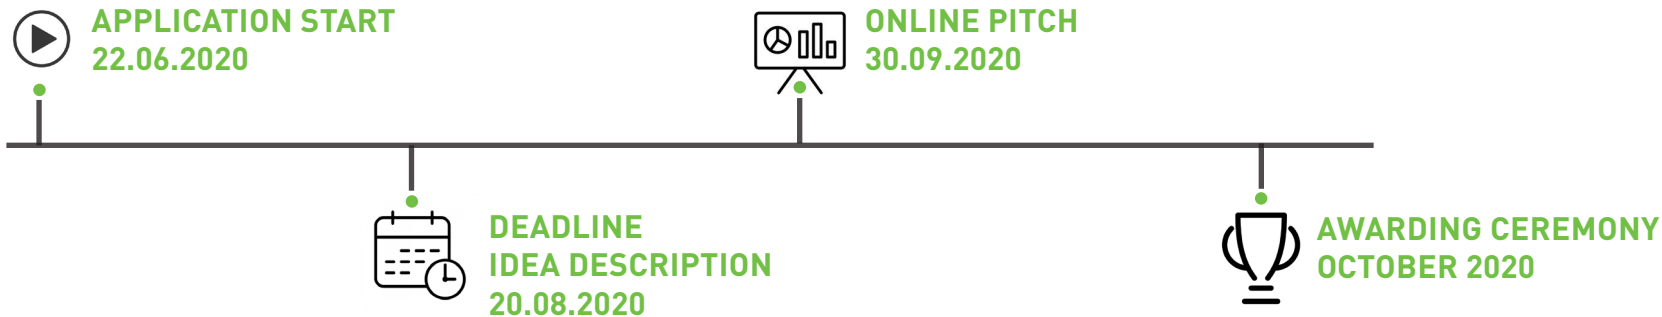 APPLICATION START
22.06.2020
DEADLINE
IDEA DESCRIPTION
20.08.2020
ONLINE PITCH
30.09.2020
AWARDING CEREMONY
OCTOBER 2020